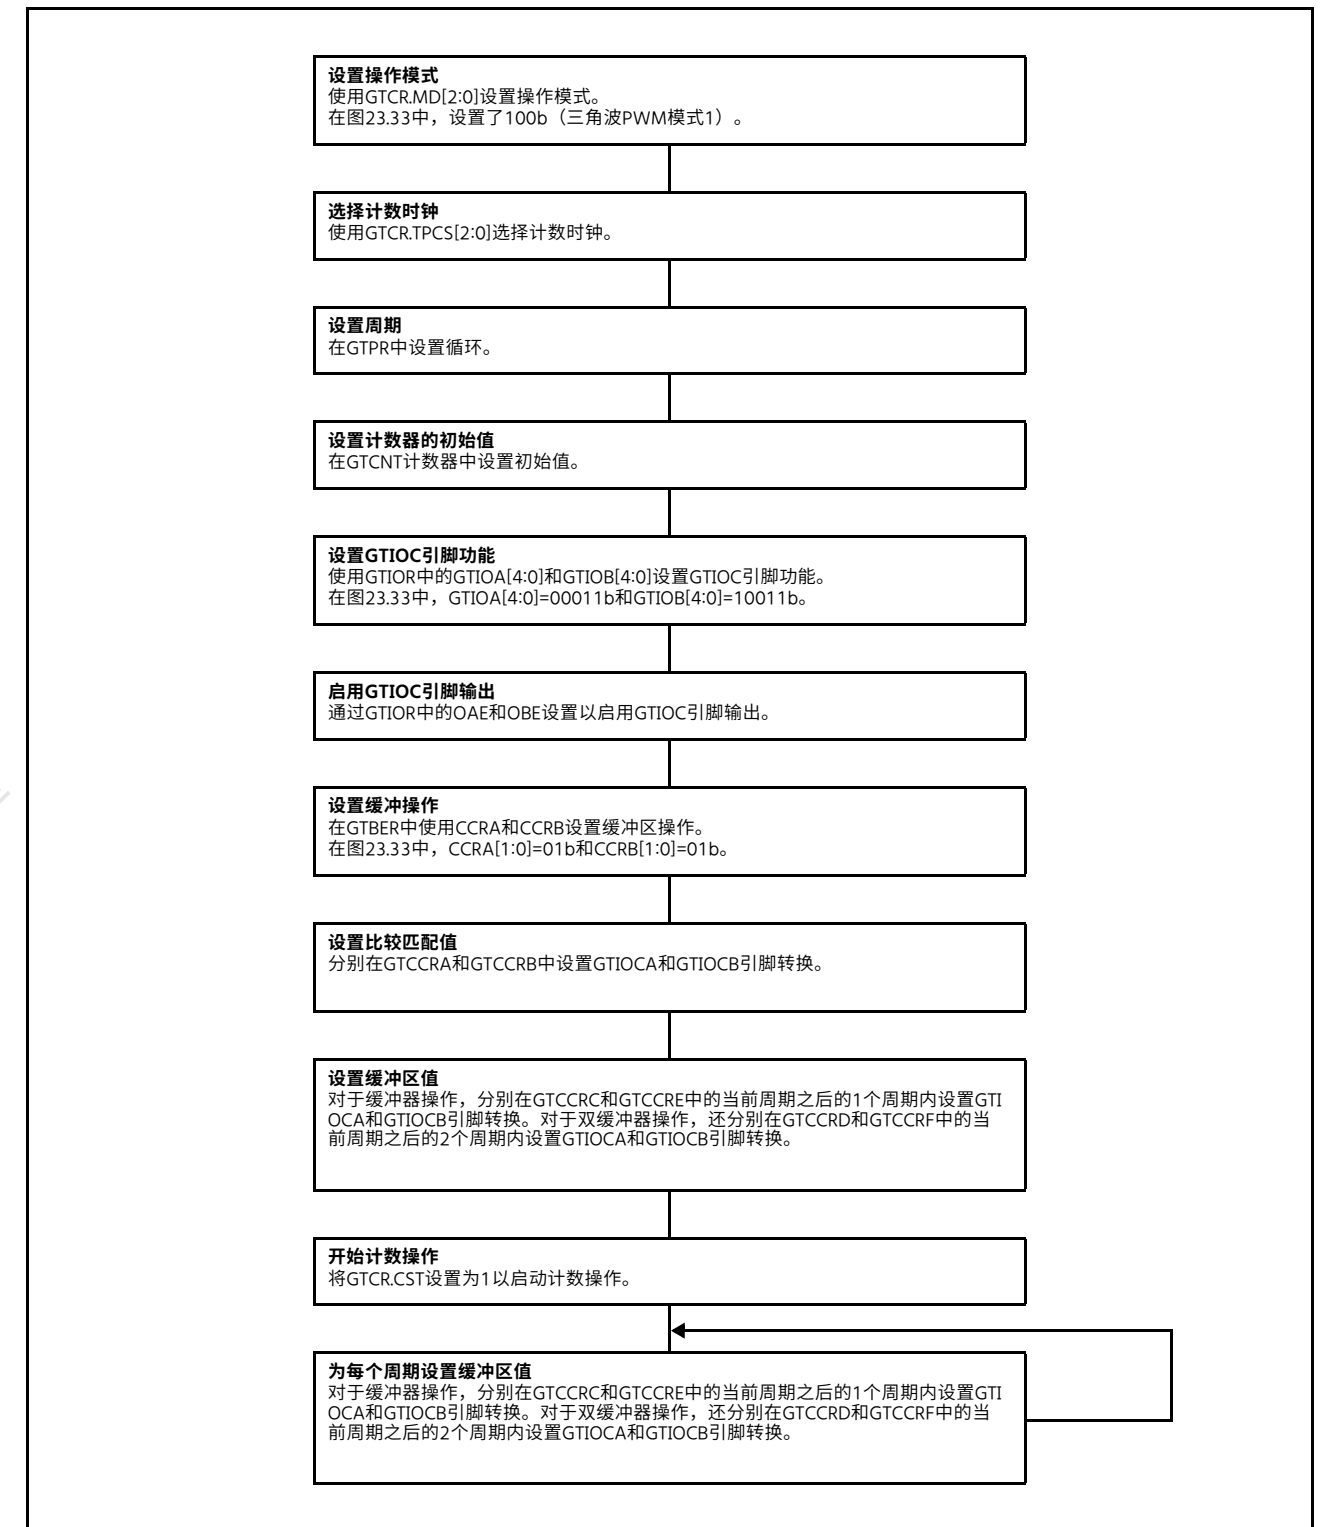 设置操作模式
使用GTCR.MD[2:0]设置操作模式。
在图23.33中，设置了100b（三角波PWM模式1）。
选择计数时钟
使用GTCR.TPCS[2:0]选择计数时钟。
设置周期
在GTPR中设置循环。
设置计数器的初始值
在GTCNT计数器中设置初始值。
设置GTIOC引脚功能
使用GTIOR中的GTIOA[4:0]和GTIOB[4:0]设置GTIOC引脚功能。
在图23.33中，GTIOA[4:0]=00011b和GTIOB[4:0]=10011b。
启用GTIOC引脚输出
通过GTIOR中的OAE和OBE设置以启用GTIOC引脚输出。
设置缓冲操作
在GTBER中使用CCRA和CCRB设置缓冲区操作。
在图23.33中，CCRA[1:0]=01b和CCRB[1:0]=01b。
设置比较匹配值
分别在GTCCRA和GTCCRB中设置GTIOCA和GTIOCB引脚转换。
设置缓冲区值
对于缓冲器操作，分别在GTCCRC和GTCCRE中的当前周期之后的1个周期内设置GTI
OCA和GTIOCB引脚转换。对于双缓冲器操作，还分别在GTCCRD和GTCCRF中的当
前周期之后的2个周期内设置GTIOCA和GTIOCB引脚转换。
开始计数操作
将GTCR.CST设置为1以启动计数操作。
为每个周期设置缓冲区值
对于缓冲器操作，分别在GTCCRC和GTCCRE中的当前周期之后的1个周期内设置GTI
OCA和GTIOCB引脚转换。对于双缓冲器操作，还分别在GTCCRD和GTCCRF中的当
前周期之后的2个周期内设置GTIOCA和GTIOCB引脚转换。